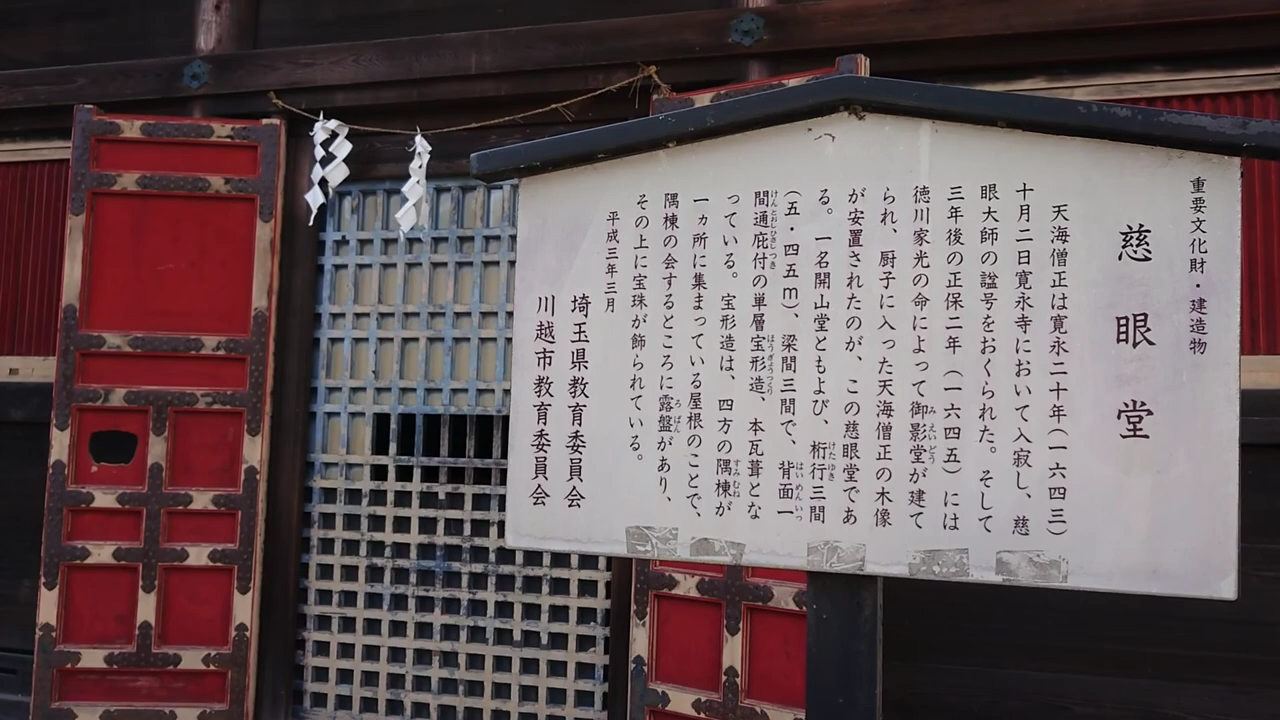 重要文化財・建造物
慈眼堂
天海僧正は寛永二十年（一六四三）
十月二日寛永寺において入寂し、慈
眼大師の諡号をおくられた。そして
三年後の正保二年（一六四五）には
徳川家光の命によって御影堂が建て
られ、厨子に入った天海僧正の木像
が安置されたのが、この慈眼堂であ
る。一名開山堂ともよび、桁行三間
（五・四五m）、梁間三間で、背面一
間通庇付の単層宝形造、本瓦葺とな
っている。宝形造は、四方の隅棟が
一ヵ所に集まっている屋根のことで、
隅棟の会するところに露盤があり、
その上に宝珠が飾られている。
平成三年三月
埼玉県教育委員会
川越市教育委員会